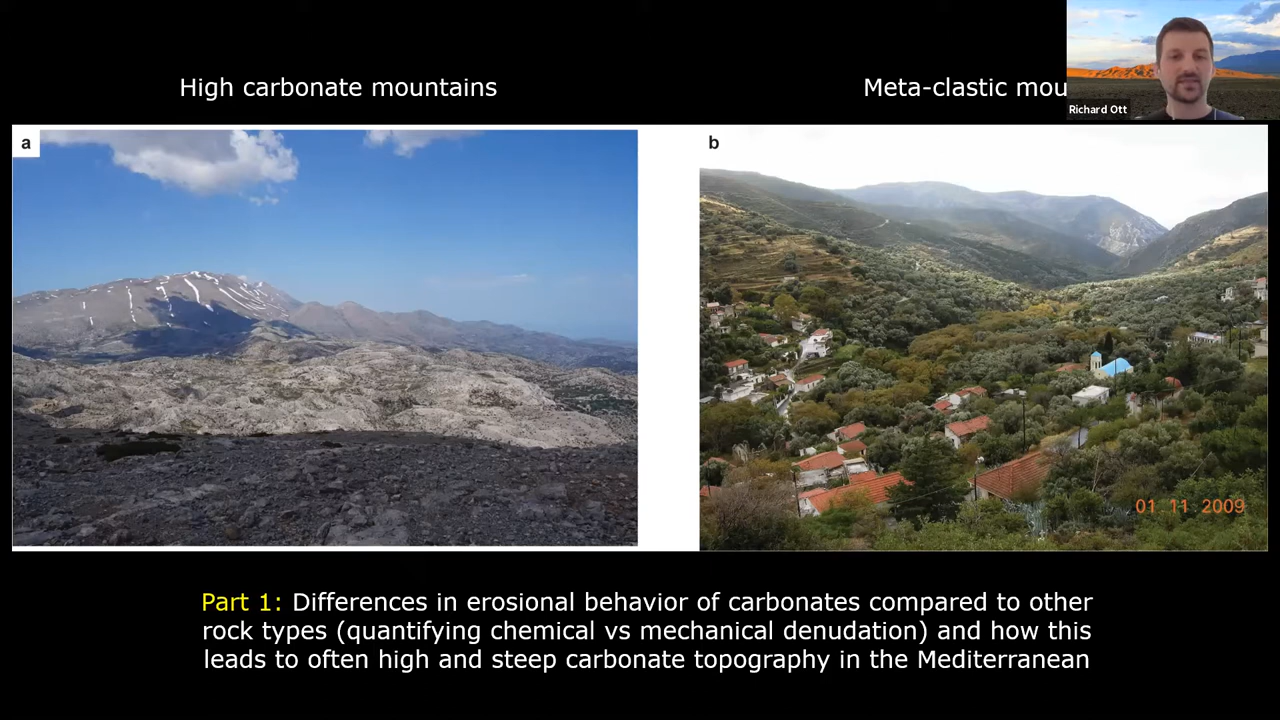 High carbonate mountains
Meta-clastic mou
Richard Ott
a
b
01 11 2009
Part 1: Differences in erosional behavior of carbonates compared to other
rock types (quantifying chemical vs mechanical denudation) and how this
leads to often high and steep carbonate topography in the Mediterranean